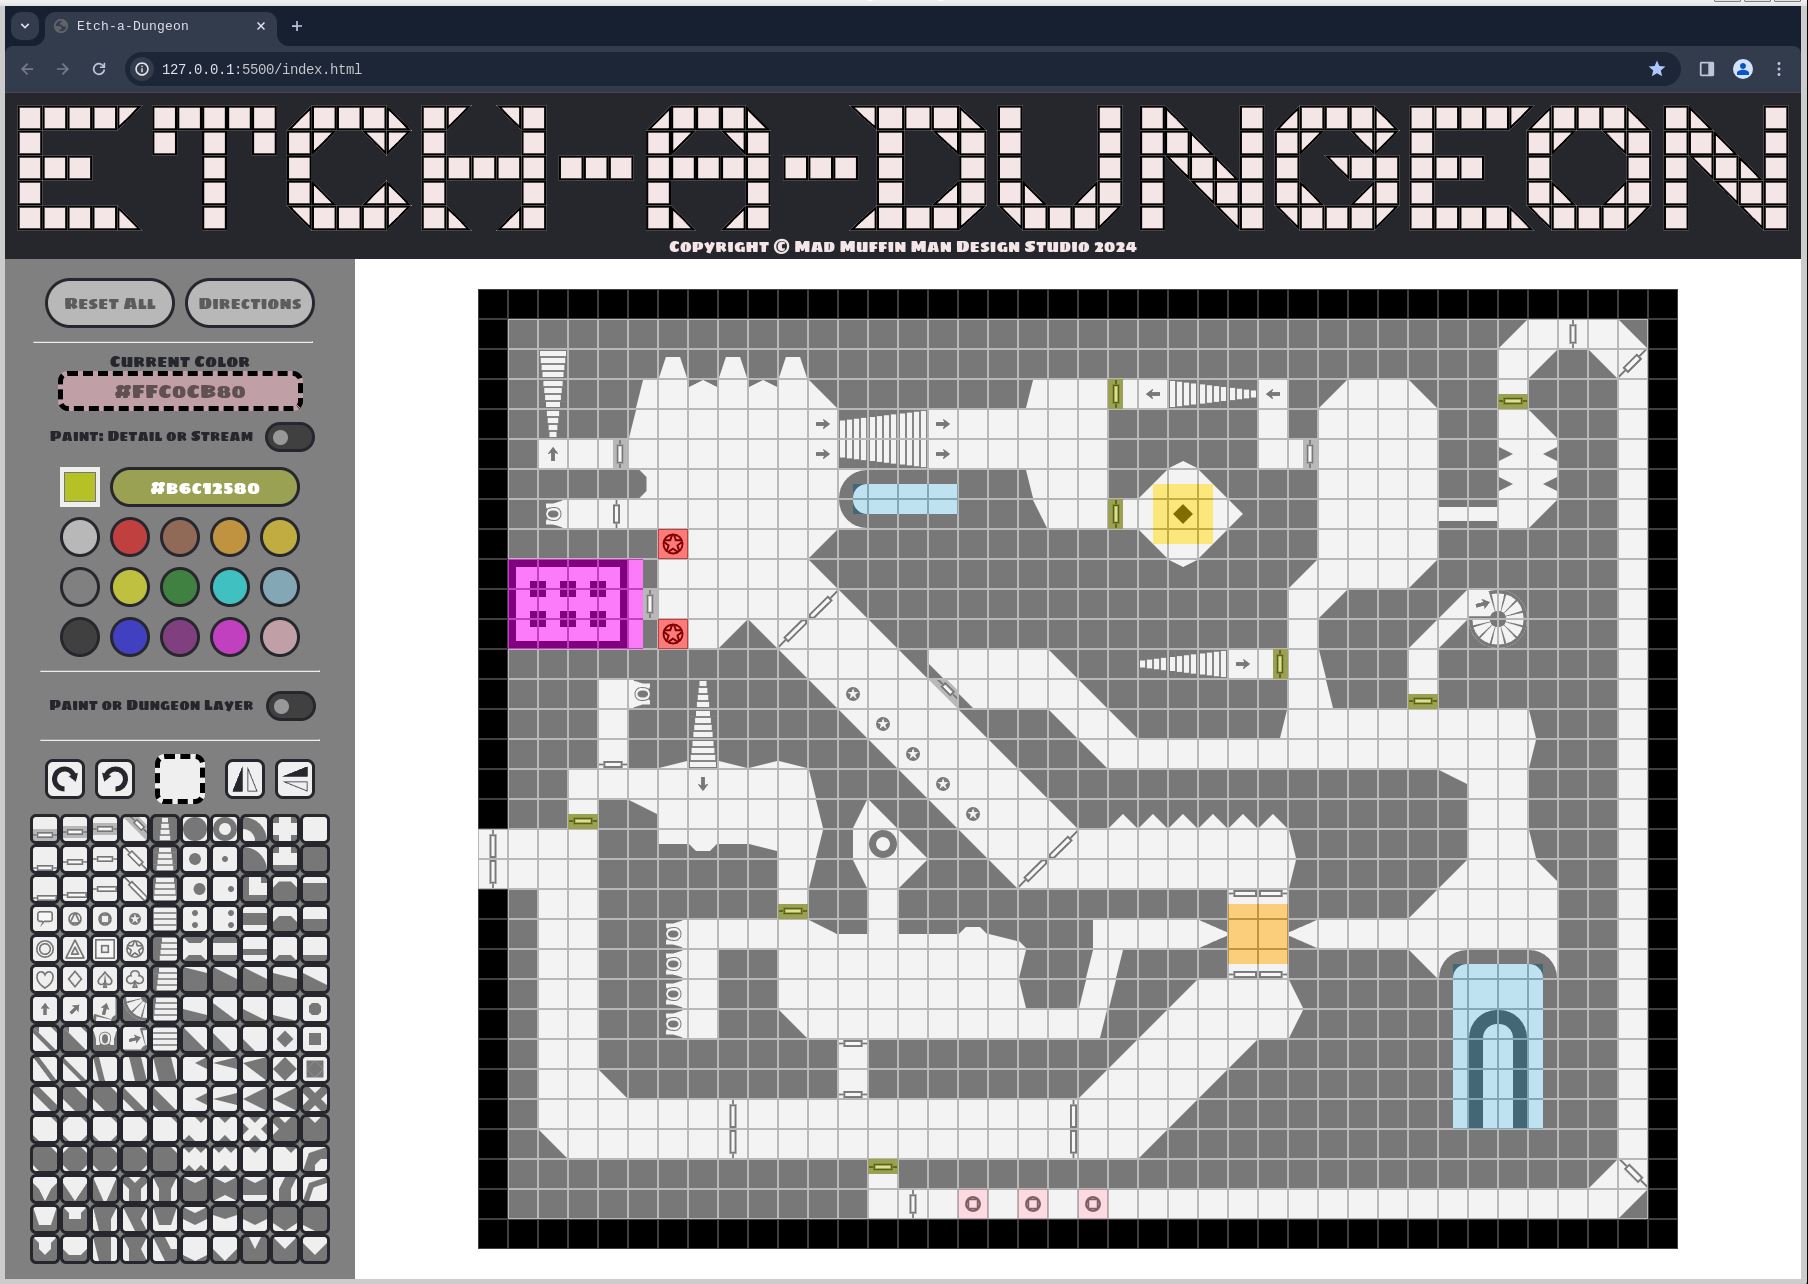 Etch-a-Dungeon
127.0.0.1:5500/index.html
ETCH-A-DUNGEON
Copyright © Mad Muffin Man Design Studio 2024
Reset All
Directions
Current Color
#FFC0CB80
Paint: Detail or Stream
#B6C12580
Paint or Dungeon Layer